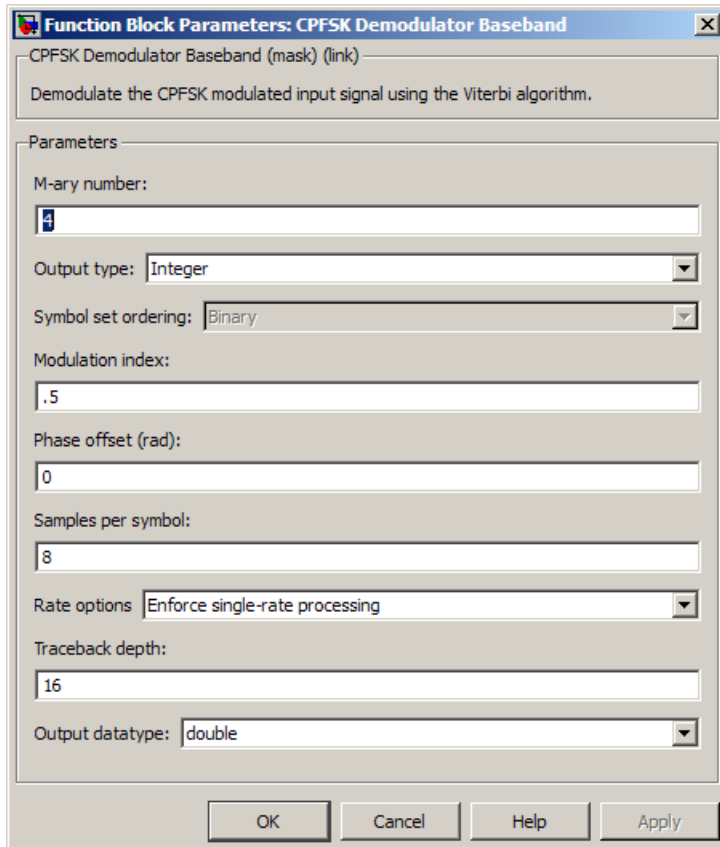 Function Block Parameters: CPFSK Demodulator Baseband
CPFSK Demodulator Baseband (mask) (link)
Demodulate the CPFSK modulated input signal using the Viterbi algorithm.
Parameters
M-ary number:
4
Output type: Integer
Symbol set ordering: Binary
Modulation index:
.5
Phase offset (rad):
0
Samples per symbol:
8
Rate options Enforce single-rate processing
Traceback depth:
16
Output datatype: double
OK Cancel Help Apply